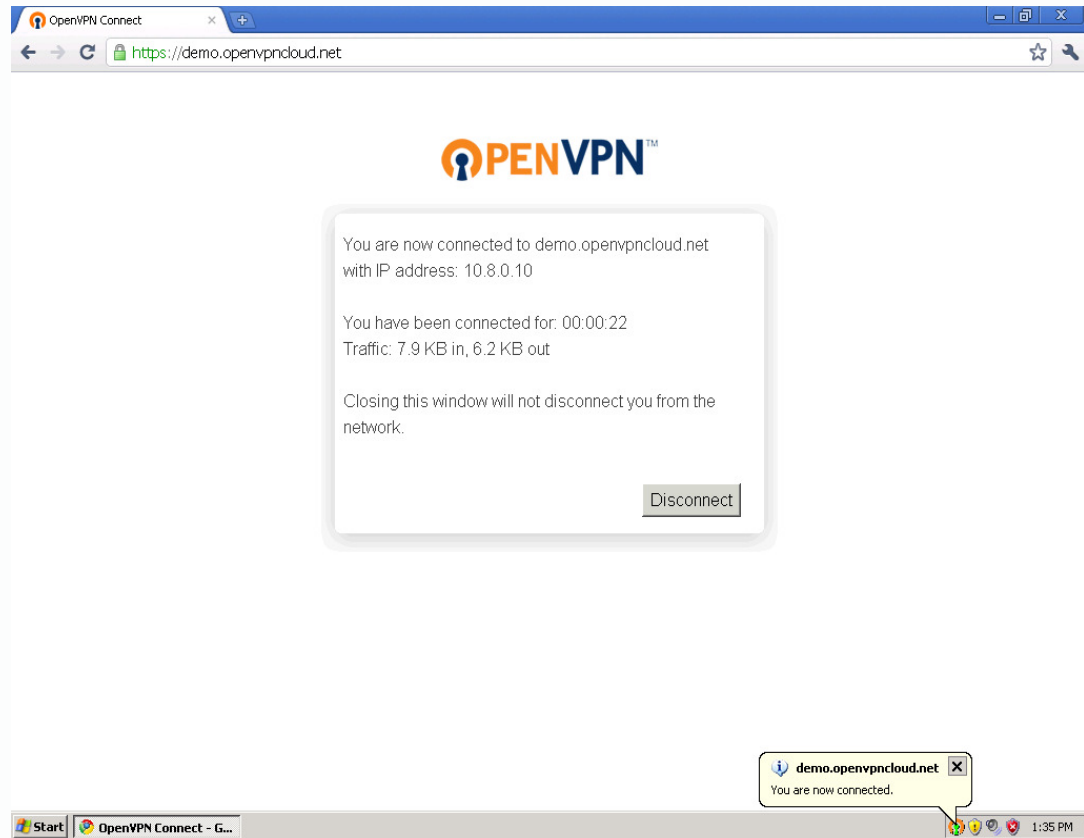 OpenVPN Connect
https://demo.openvpncloud.net
OPENVPN™
You are now connected to demo.openvpncloud.net
with IP address: 10.8.0.10
You have been connected for: 00:00:22
Traffic: 7.9 KB in, 6.2 KB out
Closing this window will not disconnect you from the
network.
Disconnect
demo.openvpncloud.net
You are now connected.
Start
OpenVPN Connect - G...
1:35 PM